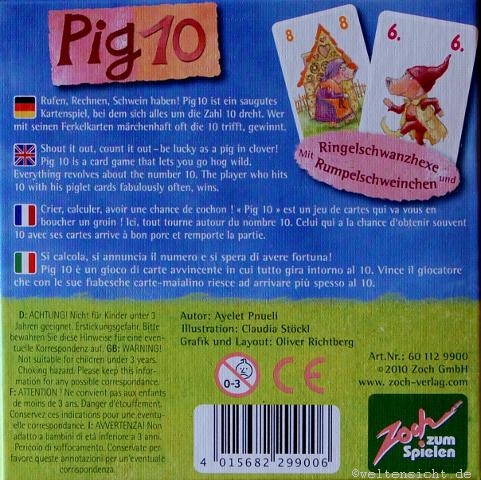 Pig 10
8 8
6. 6.
Mit Ringelschwanzhexe
und Rumpelschweinchen
Rufen, Rechnen, Schwein haben! Pig 10 ist ein saugutes
Kartenspiel, bei dem sich alles um die Zahl 10 dreht. Wer
mit seinen Ferkelkarten märchenhaft oft die 10 trifft, gewinnt.
Shout it out, count it out – be lucky as a pig in clover!
Pig 10 is a card game that lets you go hog wild.
Everything revolves about the number 10. The player who hits
10 with his piglet cards fabulously often, wins.
Crier, calculer, avoir une chance de cochon ! « Pig 10 » est un jeu de cartes qui va vous en
boucher un groin ! Ici, tout tourne autour du nombre 10. Celui qui a la chance d'obtenir souvent
10 avec ses cartes arrive à bon porc et remporte la partie.
Si calcola, si annuncia il numero e si spera di avere fortuna!
Pig 10 è un gioco di carte avvincente in cui tutto gira intorno al 10. Vince il giocatore
che con le sue fiabesche carte-maialino riesce ad arrivare più spesso al 10.
D: ACHTUNG! Nicht für Kinder unter 3
Jahren geeignet. Erstickungsgefahr. Bitte
bewahren Sie diese Hinweise für eine even-
tuelle Korrespondenz auf. GB: WARNING!
Not suitable for children under 3 years.
Choking hazard. Please keep this infor-
mation for any possible correspondance.
F: ATTENTION ! Ne convient pas aux enfants
de moins de 3 ans. Danger d'étouffement.
Conservez ces indications pour une éventu-
elle correspondance. I: AVVERTENZA! Non
adatto a bambini di età inferiore a 3 anni.
Pericolo di soffocamento. Conservate per
favore queste annotazioni per un'eventuale
correspondenza.
Autor: Ayelet Pnueli
Illustration: Claudia Stöckl
Grafik und Layout: Oliver Richtberg
0-3
CE
Art.Nr.: 60 112 9900
©2010 Zoch GmbH
www.zoch-verlag.com
4 015682 299006
Zoch zum
Spielen
©weltensicht.de